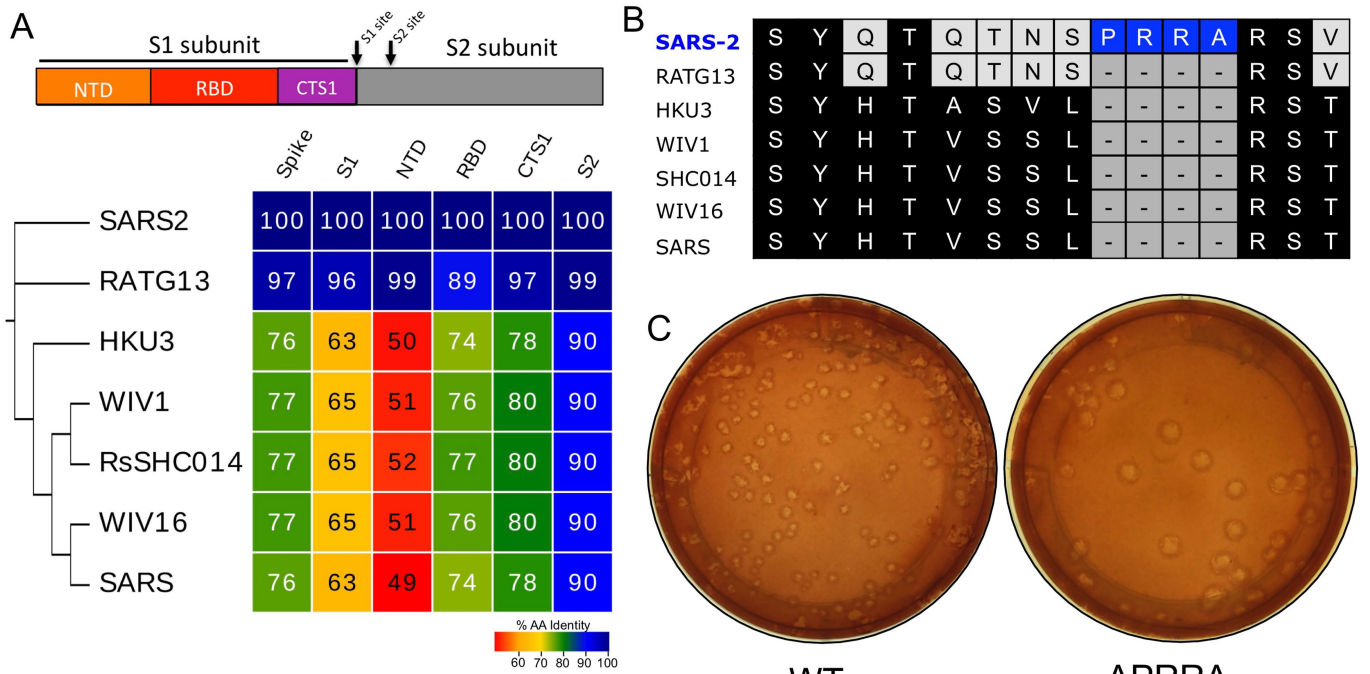 A
S1 subunit
S1 site
S2 site
S2 subunit
NTD RBD CTS1
Spike S1 NTD RBD CTS1 S2
SARS2 100 100 100 100 100 100
RATG13 97 96 99 89 97 99
HKU3 76 63 50 74 78 90
WIV1 77 65 51 76 80 90
RsSHC014 77 65 52 77 80 90
WIV16 77 65 51 76 80 90
SARS 76 63 49 74 78 90
% AA Identity
60 70 80 90 100
B
SARS-2 S Y Q T Q T N S P R R A R S V
RATG13 S Y Q T Q T N S - - - - R S V
HKU3 S Y H T A S V L - - - - R S T
WIV1 S Y H T V S S L - - - - R S T
SHC014 S Y H T V S S L - - - - R S T
WIV16 S Y H T V S S L - - - - R S T
SARS S Y H T V S S L - - - - R S T
C
WT